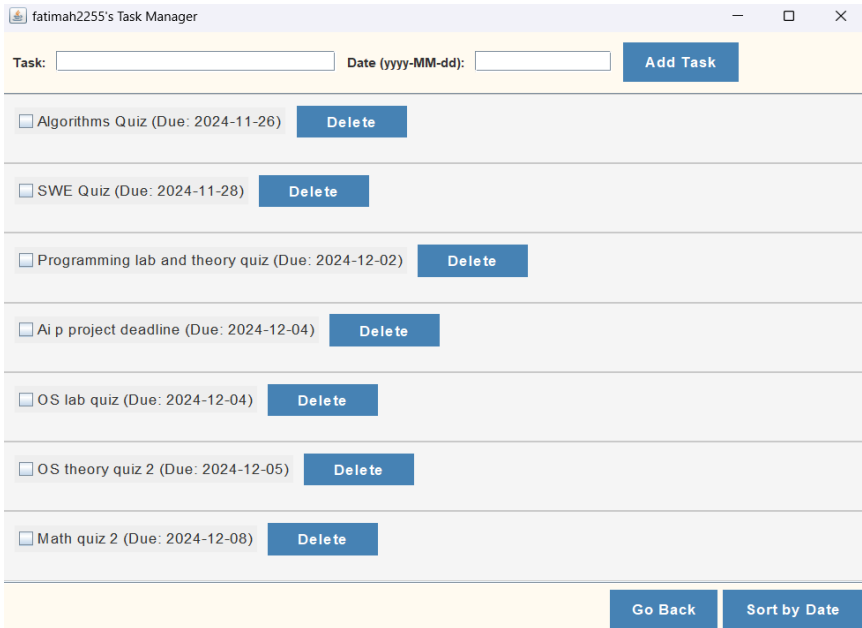 fatimah2255's Task Manager
Task: Date (yyyy-MM-dd): Add Task
Algorithms Quiz (Due: 2024-11-26) Delete
SWE Quiz (Due: 2024-11-28) Delete
Programming lab and theory quiz (Due: 2024-12-02) Delete
Ai p project deadline (Due: 2024-12-04) Delete
OS lab quiz (Due: 2024-12-04) Delete
OS theory quiz 2 (Due: 2024-12-05) Delete
Math quiz 2 (Due: 2024-12-08) Delete
Go Back Sort by Date